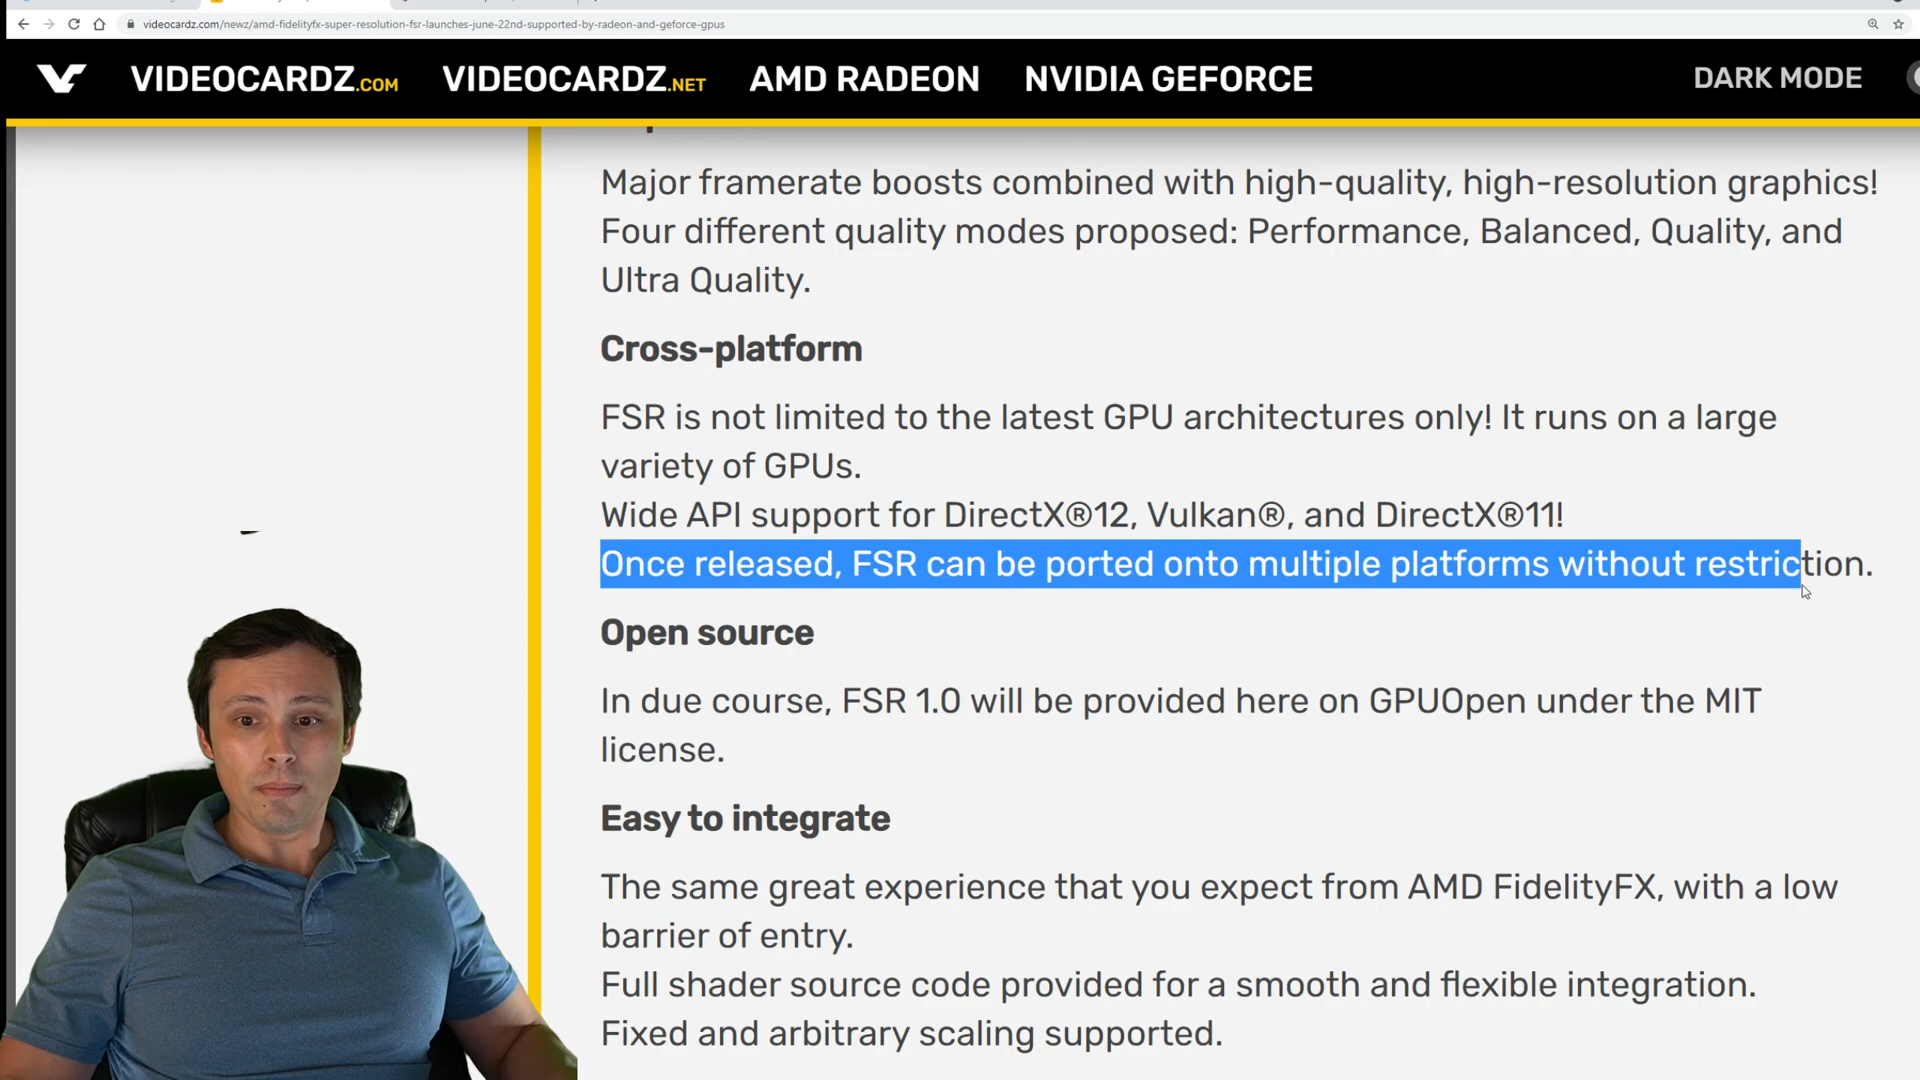 videocardz.com/newz/amd-fidelityfx-super-resolution-fsr-launches-june-22nd-supported-by-radeon-and-geforce-gpus
VIDEOCARDZ.COM VIDEOCARDZ.NET AMD RADEON NVIDIA GEFORCE DARK MODE
Major framerate boosts combined with high-quality, high-resolution graphics!
Four different quality modes proposed: Performance, Balanced, Quality, and
Ultra Quality.
Cross-platform
FSR is not limited to the latest GPU architectures only! It runs on a large
variety of GPUs.
Wide API support for DirectX®12, Vulkan®, and DirectX®11!
Once released, FSR can be ported onto multiple platforms without restriction.
Open source
In due course, FSR 1.0 will be provided here on GPUOpen under the MIT
license.
Easy to integrate
The same great experience that you expect from AMD FidelityFX, with a low
barrier of entry.
Full shader source code provided for a smooth and flexible integration.
Fixed and arbitrary scaling supported.